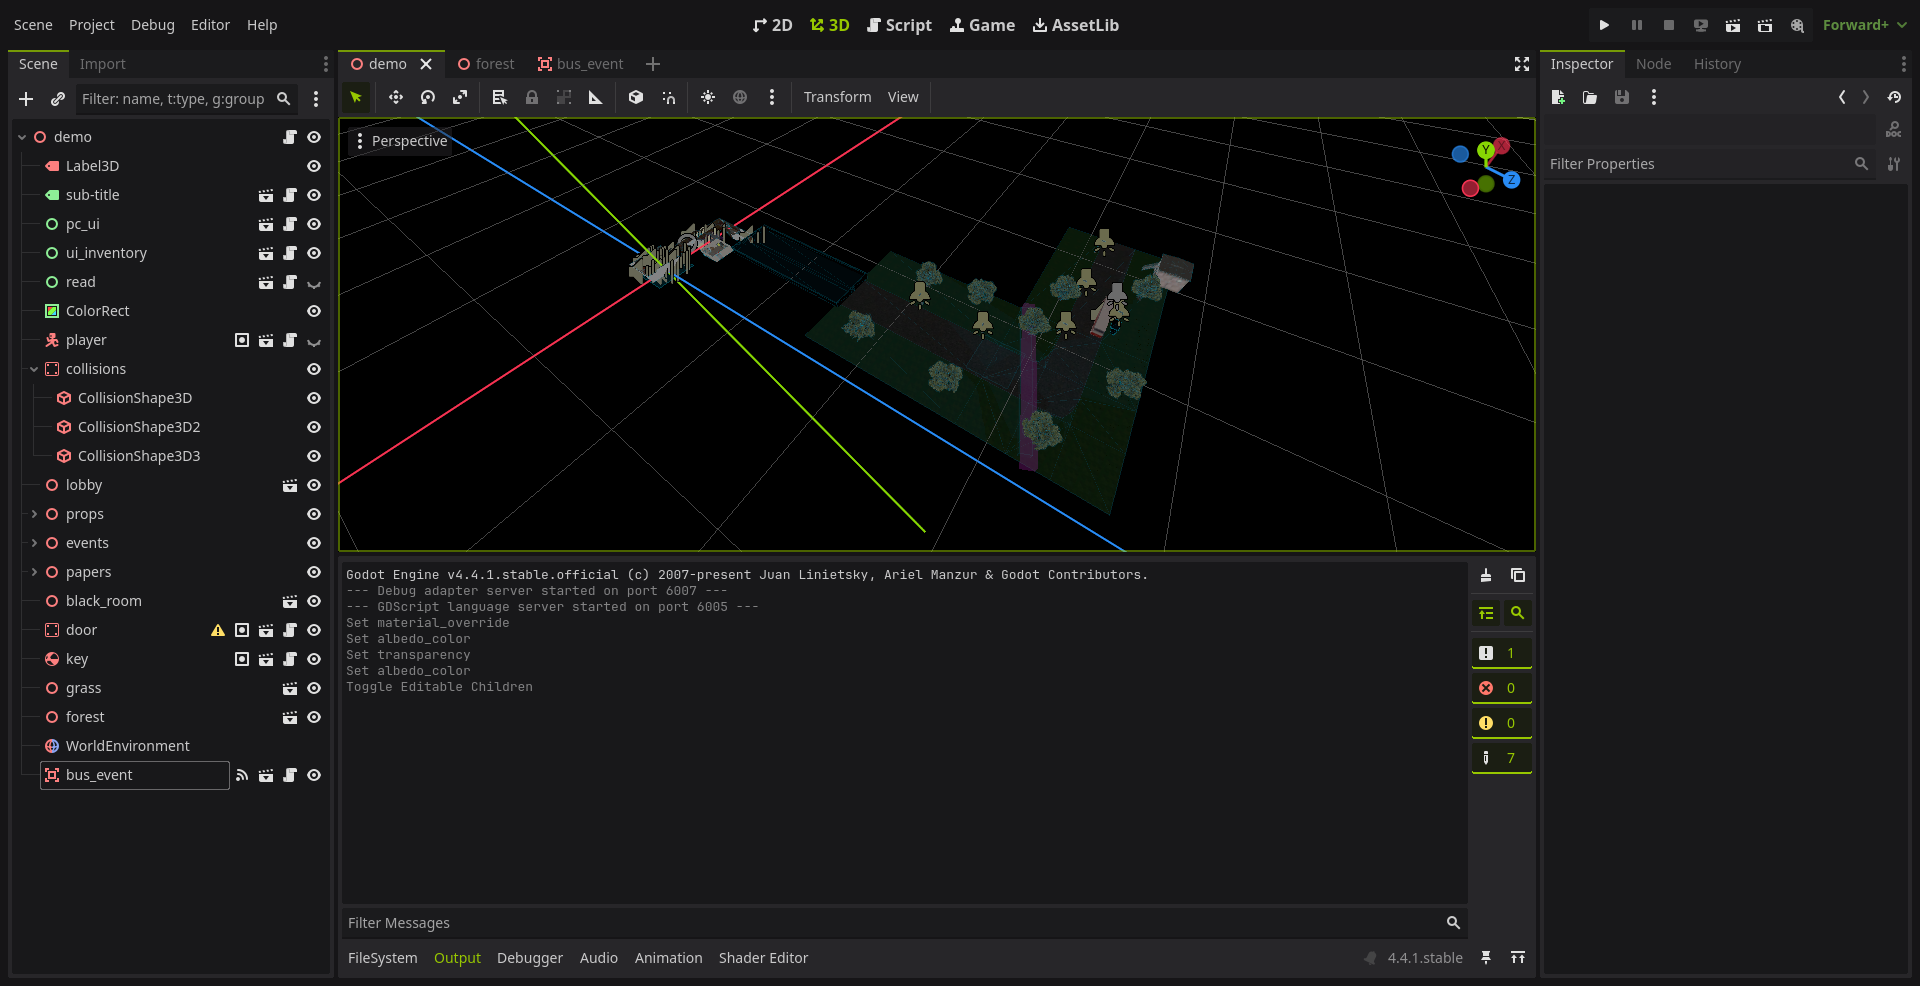 Scene Project Debug Editor Help 2D 3D Script Game AssetLib Forward+
Scene Import
Filter: name, t:type, g:group
demo
Label3D
sub-title
pc_ui
ui_inventory
read
ColorRect
player
collisions
CollisionShape3D
CollisionShape3D2
CollisionShape3D3
lobby
props
events
papers
black_room
door
key
grass
forest
WorldEnvironment
bus_event
demo forest bus_event
Transform View
Perspective
Y
X
Z
Godot Engine v4.4.1.stable.official (c) 2007-present Juan Linietsky, Ariel Manzur & Godot Contributors.
--- Debug adapter server started on port 6007 ---
--- GDScript language server started on port 6005 ---
Set material_override
Set albedo_color
Set transparency
Set albedo_color
Toggle Editable Children
1
0
0
7
Filter Messages
FileSystem Output Debugger Audio Animation Shader Editor 4.4.1.stable
Inspector Node History
DOC
Filter Properties